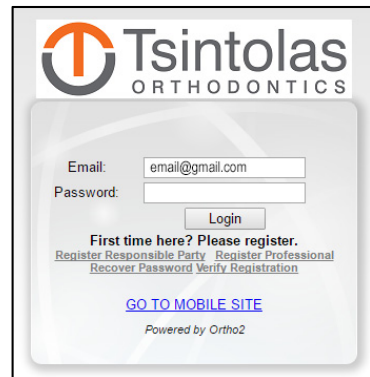 Tsintolas
ORTHODONTICS
Email: email@gmail.com
Password:
Login
First time here? Please register.
Register Responsible Party Register Professional
Recover Password Verify Registration
GO TO MOBILE SITE
Powered by Ortho2